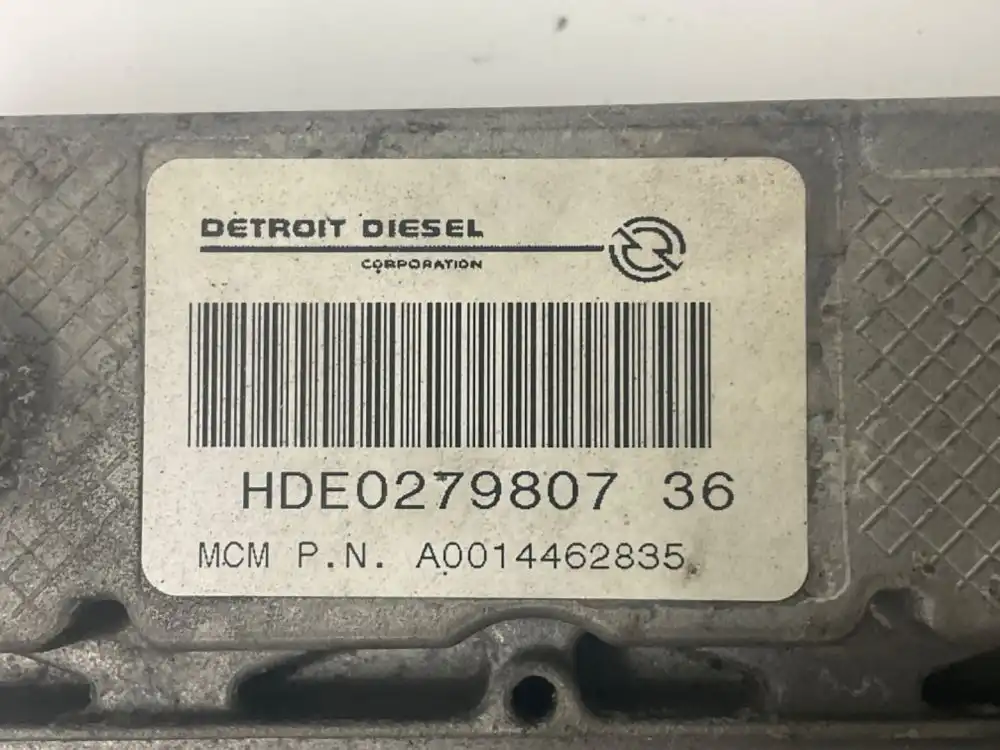 DETROIT DIESEL
CORPORATION
HDE0279807 36
MCM P.N. A0014462835